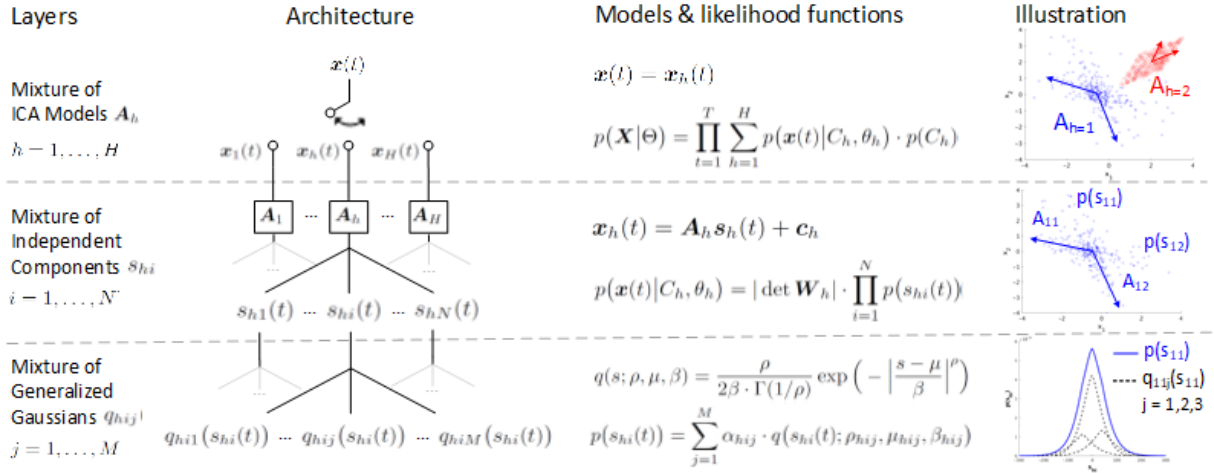 Layers Architecture Models & likelihood functions Illustration
Mixture of
ICA Models A_h
h = 1, . . . , H
x(t)
x_1(t) x_h(t) x_H(t)
x(t) = x_h(t)
p(X|Θ) = ∏_{t=1}^{T} ∑_{h=1}^{H} p(x(t)|C_h, θ_h) · p(C_h)
A_{h=1}
A_{h=2}
Mixture of
Independent
Components s_{hi}
i = 1, . . . , N
A_1 ... A_h ... A_H
... ...
s_{h1}(t) ... s_{hi}(t) ... s_{hN}(t)
x_h(t) = A_h s_h(t) + c_h
p(x(t)|C_h, θ_h) = | det W_h| · ∏_{i=1}^{N} p(s_{hi}(t))
p(s_{11})
A_{11}
p(s_{12})
A_{12}
Mixture of
Generalized
Gaussians q_{hij}
j = 1, . . . , M
... ...
q_{hi1}(s_{hi}(t)) ... q_{hij}(s_{hi}(t)) ... q_{hiM}(s_{hi}(t))
q(s; ρ, μ, β) = ρ / (2β · Γ(1/ρ)) exp ( − |(s − μ)/β|^ρ )
p(s_{hi}(t)) = ∑_{j=1}^{M} α_{hij} · q(s_{hi}(t); ρ_{hij}, μ_{hij}, β_{hij})
p(s_{11})
q_{11j}(s_{11})
j = 1,2,3